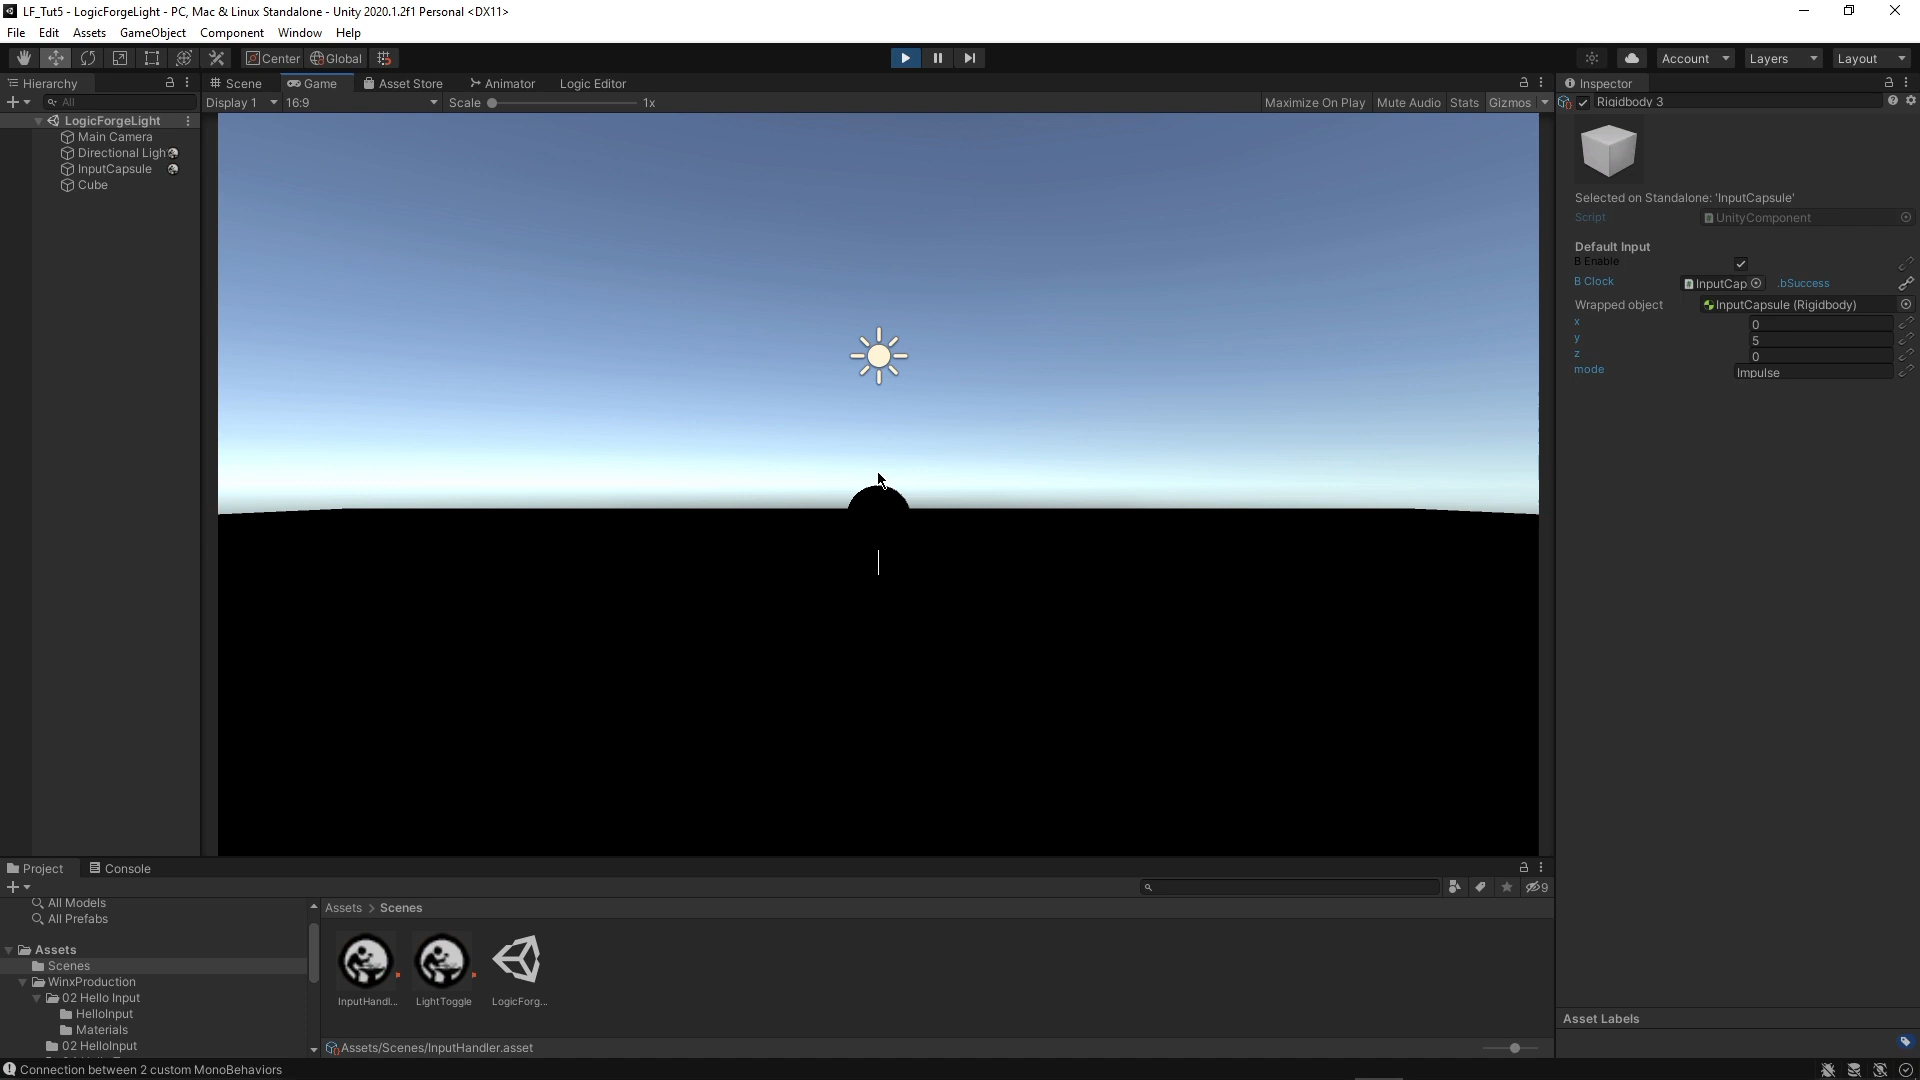 LF_Tut5 - LogicForgeLight - PC, Mac & Linux Standalone - Unity 2020.1.2f1 Personal <DX11>
File Edit Assets GameObject Component Window Help
Center Global Account Layers Layout
Hierarchy Scene Game Asset Store Animator Logic Editor Inspector
All Display 1 16:9 Scale 1x Maximize On Play Mute Audio Stats Gizmos Rigidbody 3
LogicForgeLight
Main Camera
Directional Ligh
InputCapsule
Cube
Selected on Standalone: 'InputCapsule'
Script UnityComponent
Default Input
B Enable
B Clock InputCap .bSuccess
Wrapped object InputCapsule (Rigidbody)
x 0
y 5
z 0
mode Impulse
Project Console
9
All Models
All Prefabs
Assets
Scenes
WinxProduction
02 Hello Input
HelloInput
Materials
02 HelloInput
Assets > Scenes
InputHandl... LightToggle LogicForg...
Assets/Scenes/InputHandler.asset
Asset Labels
Connection between 2 custom MonoBehaviors